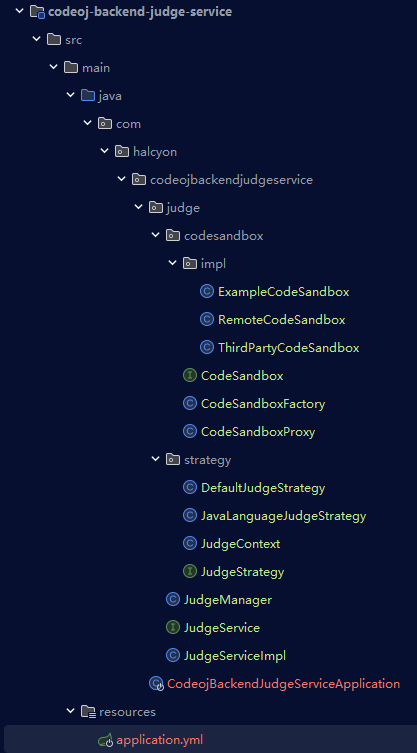 codeoj-backend-judge-service
src
main
java
com
halcyon
codeojbackendjudgeservice
judge
codesandbox
impl
ExampleCodeSandbox
RemoteCodeSandbox
ThirdPartyCodeSandbox
CodeSandbox
CodeSandboxFactory
CodeSandboxProxy
strategy
DefaultJudgeStrategy
JavaLanguageJudgeStrategy
JudgeContext
JudgeStrategy
JudgeManager
JudgeService
JudgeServiceImpl
CodeojBackendJudgeServiceApplication
resources
application.yml